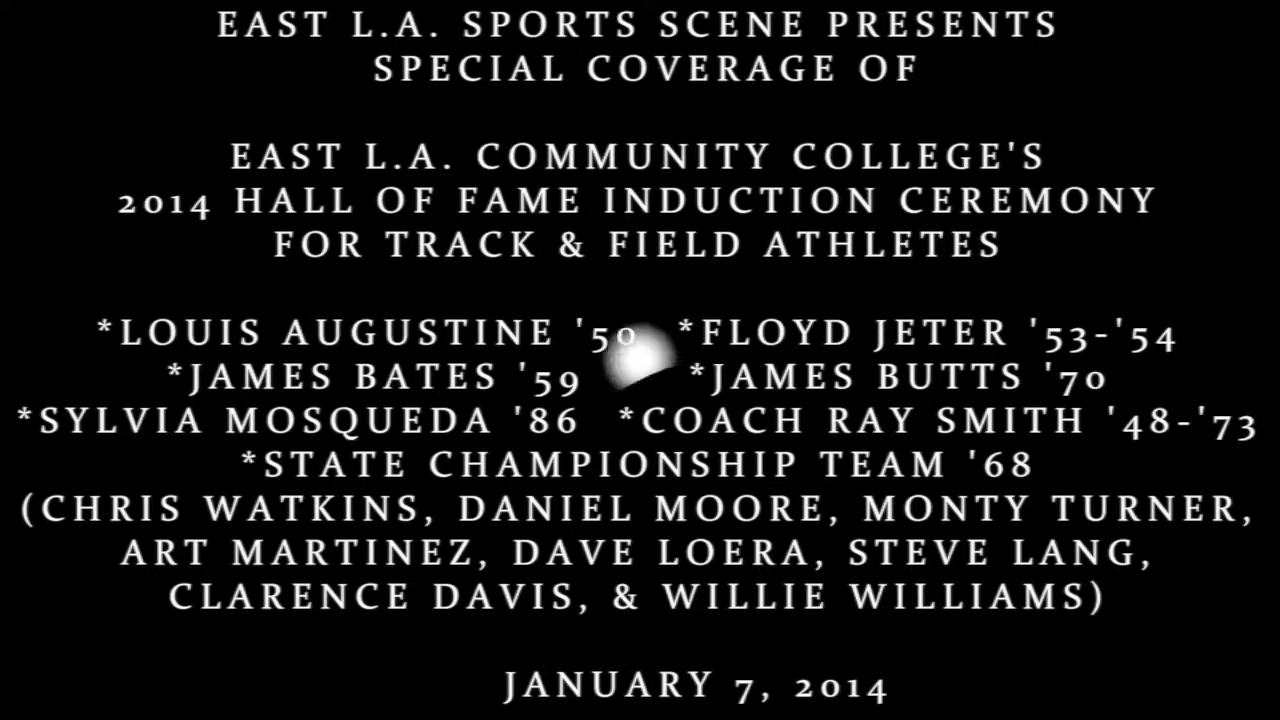 EAST L.A. SPORTS SCENE PRESENTS
SPECIAL COVERAGE OF
EAST L.A. COMMUNITY COLLEGE'S
2014 HALL OF FAME INDUCTION CEREMONY
FOR TRACK & FIELD ATHLETES
*LOUIS AUGUSTINE '50 *FLOYD JETER '53-'54
*JAMES BATES '59 *JAMES BUTTS '70
*SYLVIA MOSQUEDA '86 *COACH RAY SMITH '48-'73
*STATE CHAMPIONSHIP TEAM '68
(CHRIS WATKINS, DANIEL MOORE, MONTY TURNER,
ART MARTINEZ, DAVE LOERA, STEVE LANG,
CLARENCE DAVIS, & WILLIE WILLIAMS)
JANUARY 7, 2014